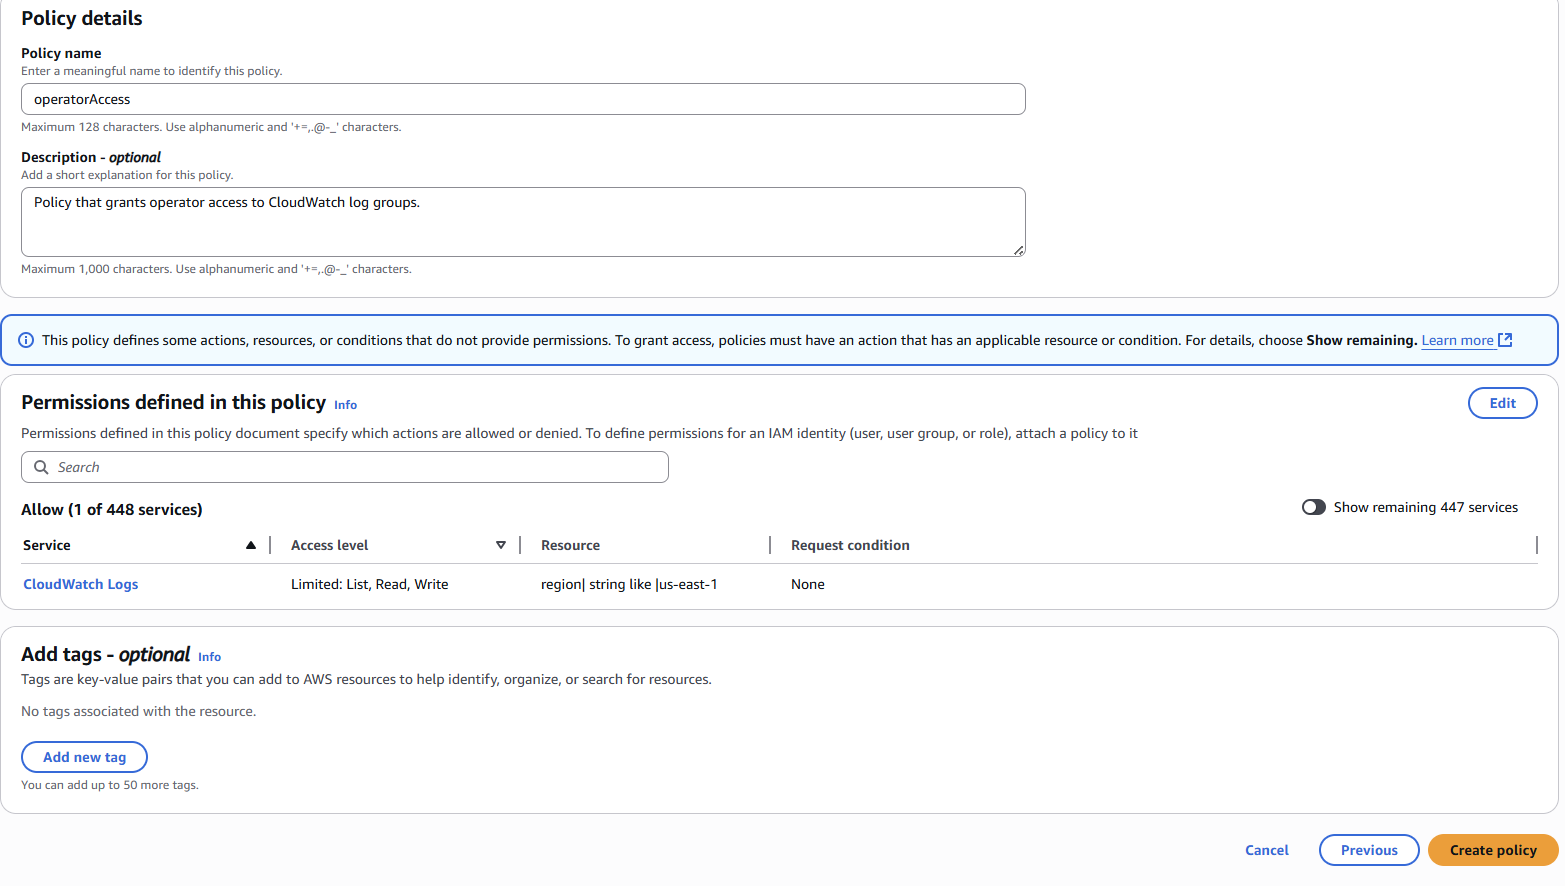 Policy details
Policy name
Enter a meaningful name to identify this policy.
operatorAccess
Maximum 128 characters. Use alphanumeric and '+=,.@-_' characters.
Description - optional
Add a short explanation for this policy.
Policy that grants operator access to CloudWatch log groups.
Maximum 1,000 characters. Use alphanumeric and '+=,.@-_' characters.
This policy defines some actions, resources, or conditions that do not provide permissions. To grant access, policies must have an action that has an applicable resource or condition. For details, choose Show remaining. Learn more
Permissions defined in this policy Info
Edit
Permissions defined in this policy document specify which actions are allowed or denied. To define permissions for an IAM identity (user, user group, or role), attach a policy to it
Search
Allow (1 of 448 services)
Show remaining 447 services
Service Access level Resource Request condition
CloudWatch Logs Limited: List, Read, Write region| string like |us-east-1 None
Add tags - optional Info
Tags are key-value pairs that you can add to AWS resources to help identify, organize, or search for resources.
No tags associated with the resource.
Add new tag
You can add up to 50 more tags.
Cancel Previous Create policy